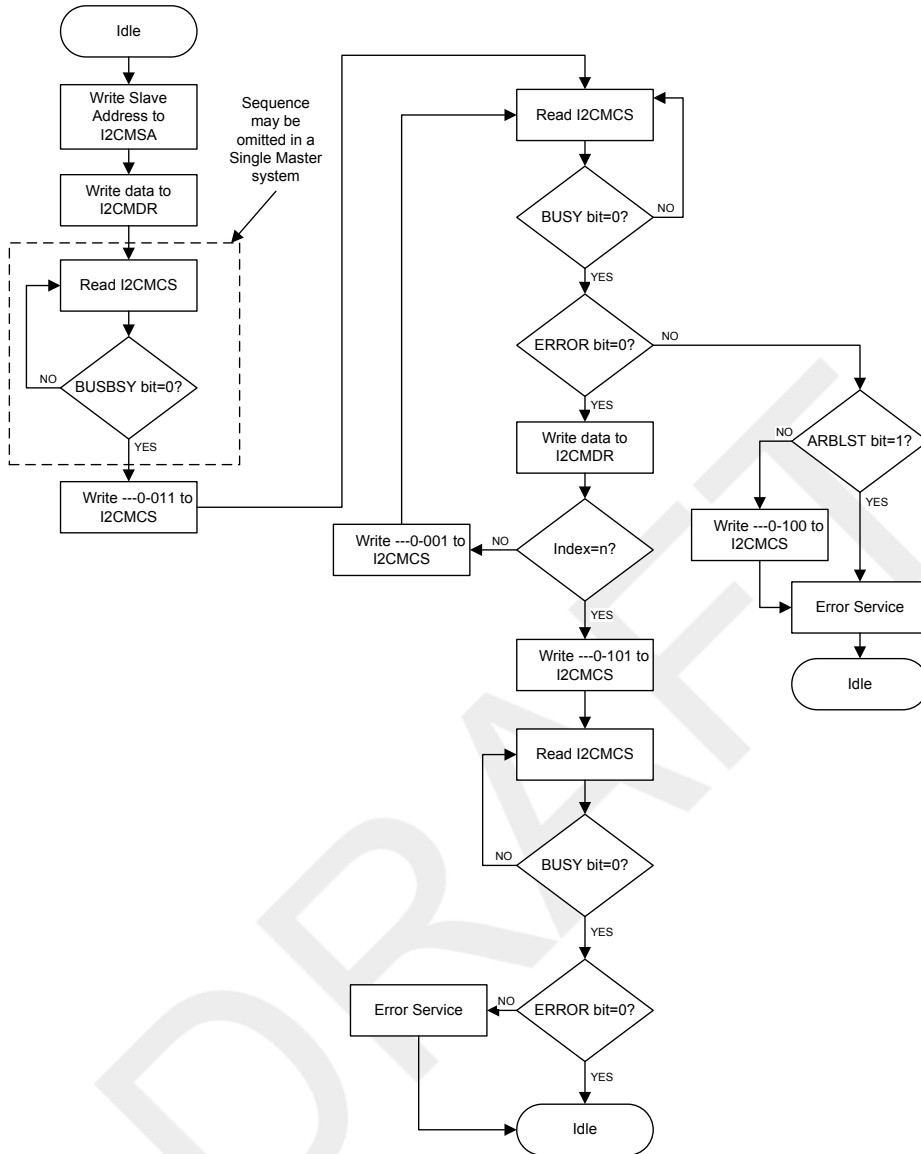 Idle
Write Slave
Address to
I2CMSA
Sequence
may be
omitted in a
Single Master
system
Write data to
I2CMDR
Read I2CMCS
BUSBSY bit=0?
NO
YES
Write ---0-011 to
I2CMCS
Read I2CMCS
BUSY bit=0?
NO
YES
ERROR bit=0?
NO
YES
Write data to
I2CMDR
Index=n?
NO
YES
Write ---0-001 to
I2CMCS
ARBLST bit=1?
NO
YES
Write ---0-100 to
I2CMCS
Error Service
Idle
Write ---0-101 to
I2CMCS
Read I2CMCS
BUSY bit=0?
NO
YES
ERROR bit=0?
NO
YES
Error Service
Idle
DRAFT